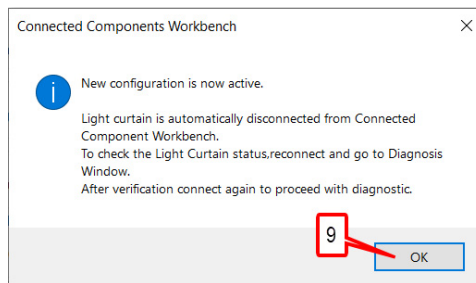 Connected Components Workbench
New configuration is now active.
Light curtain is automatically disconnected from Connected
Component Workbench.
To check the Light Curtain status,reconnect and go to Diagnosis
Window.
After verification connect again to proceed with diagnostic.
9
OK